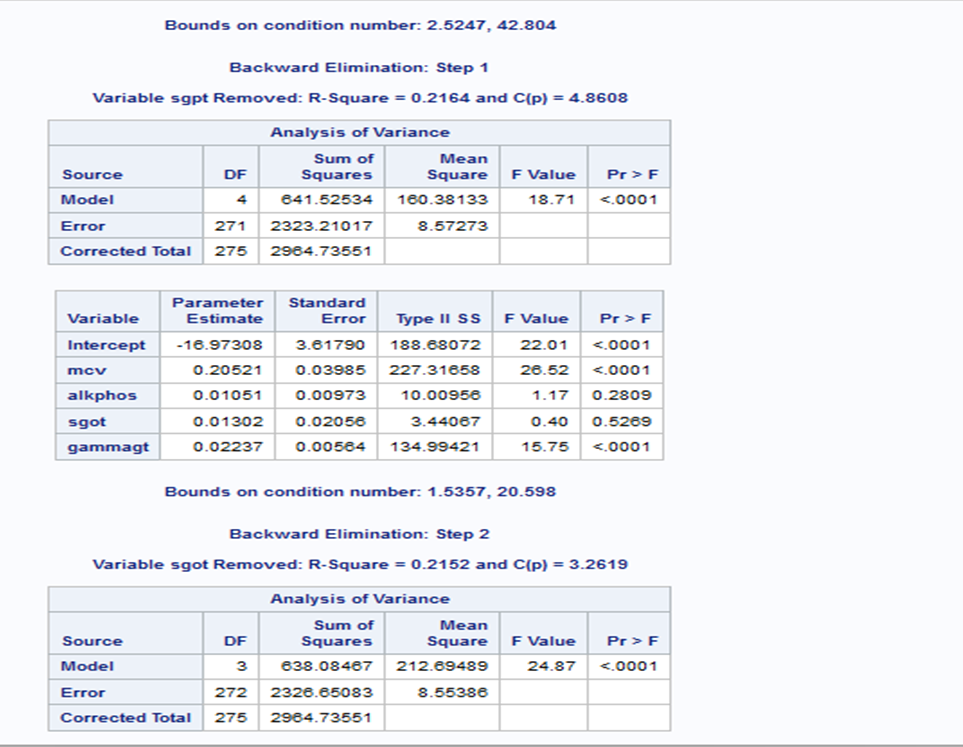 Bounds on condition number: 2.5247, 42.804
Backward Elimination: Step 1
Variable sgpt Removed: R-Square = 0.2164 and C(p) = 4.8608
Analysis of Variance
Source DF Sum of Squares Mean Square F Value Pr > F
Model 4 641.52534 160.38133 18.71 <.0001
Error 271 2323.21017 8.57273
Corrected Total 275 2964.73551
Variable Parameter Estimate Standard Error Type II SS F Value Pr > F
Intercept -16.97308 3.61790 188.68072 22.01 <.0001
mcv 0.20521 0.03985 227.31658 26.52 <.0001
alkphos 0.01051 0.00973 10.00956 1.17 0.2809
sgot 0.01302 0.02056 3.44067 0.40 0.5269
gammagt 0.02237 0.00564 134.99421 15.75 <.0001
Bounds on condition number: 1.5357, 20.598
Backward Elimination: Step 2
Variable sgot Removed: R-Square = 0.2152 and C(p) = 3.2619
Analysis of Variance
Source DF Sum of Squares Mean Square F Value Pr > F
Model 3 638.08467 212.69489 24.87 <.0001
Error 272 2326.65083 8.55386
Corrected Total 275 2964.73551